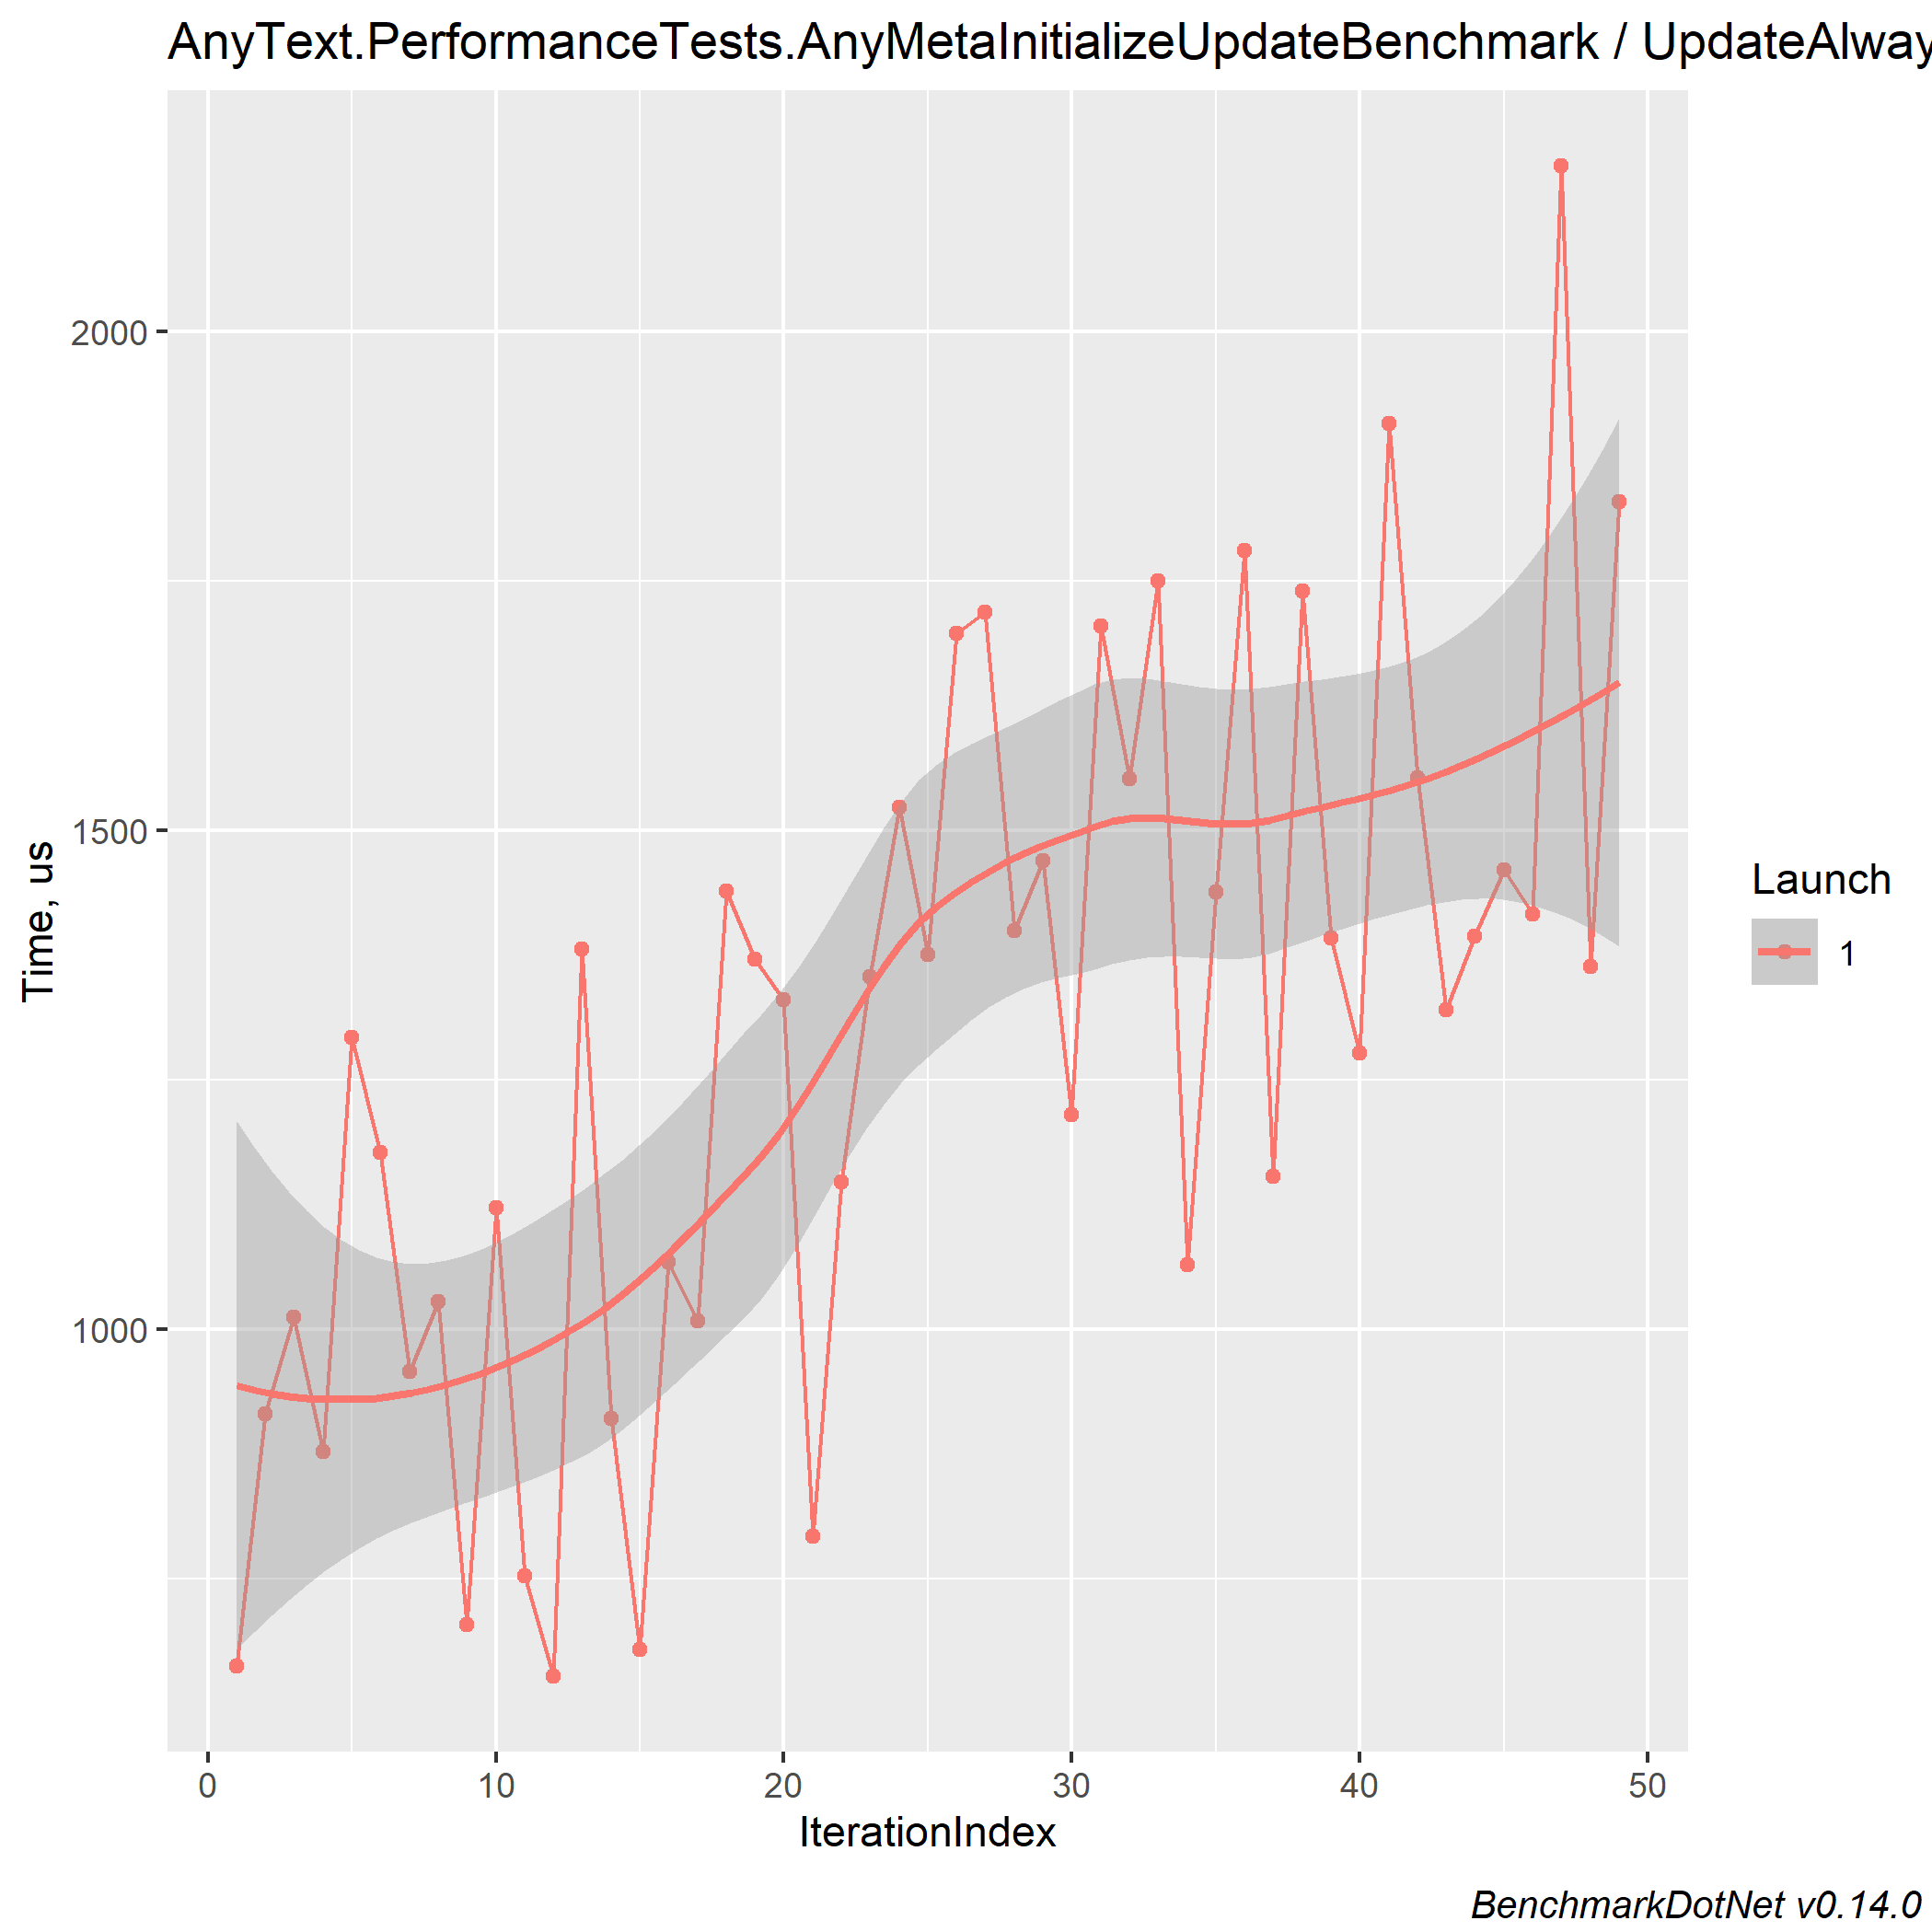 AnyText.PerformanceTests.AnyMetaInitializeUpdateBenchmark / UpdateAlway
2000
1500
1000
Time, us
0 10 20 30 40 50
IterationIndex
Launch
1
BenchmarkDotNet v0.14.0